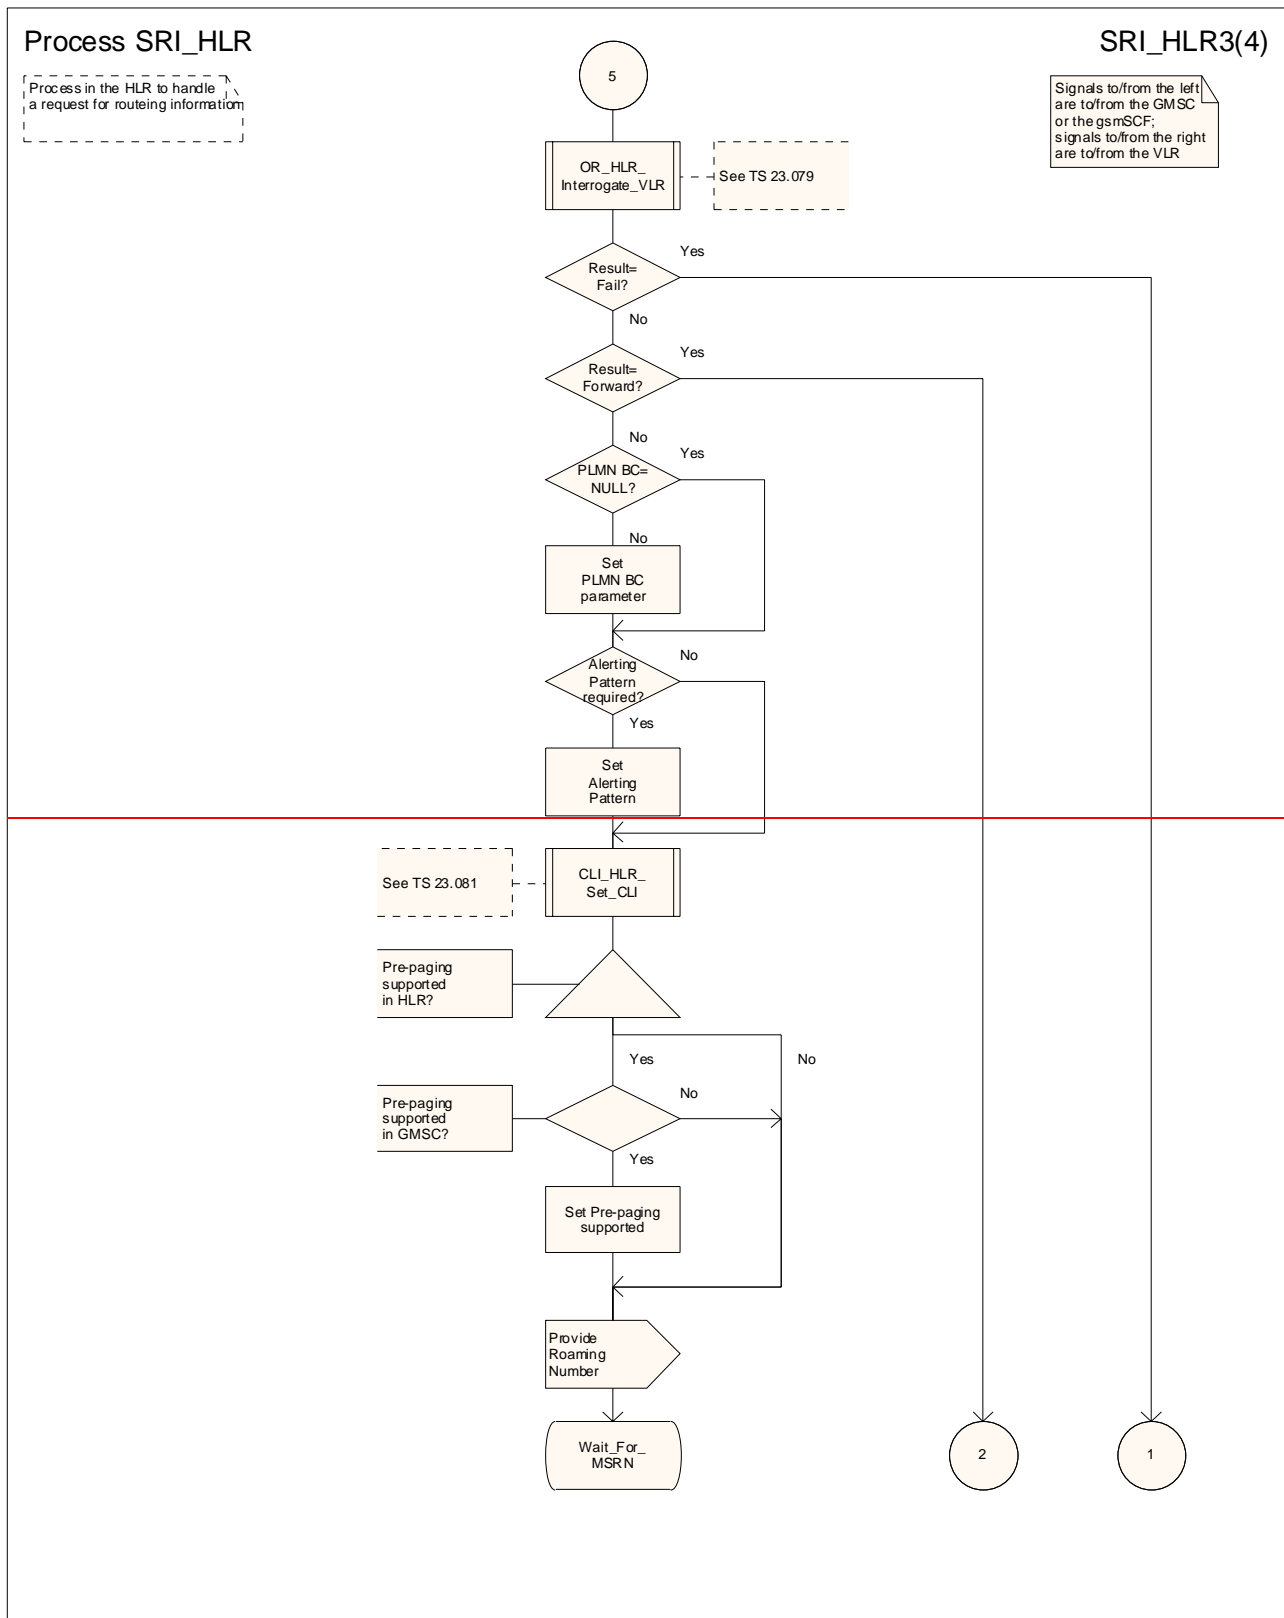 Process SRI_HLR
SRI_HLR3(4)
Process in the HLR to handle
a request for routeing information
Signals to/from the left
are to/from the GMSC
or the gsmSCF;
signals to/from the right
are to/from the VLR
5
OR_HLR_
Interrogate_VLR
See TS 23.079
Result=
Fail?
Yes
No
Result=
Forward?
Yes
No
PLMN BC=
NULL?
Yes
No
Set
PLMN BC
parameter
Alerting
Pattern
required?
No
Yes
Set
Alerting
Pattern
See TS 23.081
CLI_HLR_
Set_CLI
Pre-paging
supported
in HLR?
Yes
No
Pre-paging
supported
in GMSC?
No
Yes
Set Pre-paging
supported
Provide
Roaming
Number
Wait_For_
MSRN
2
1